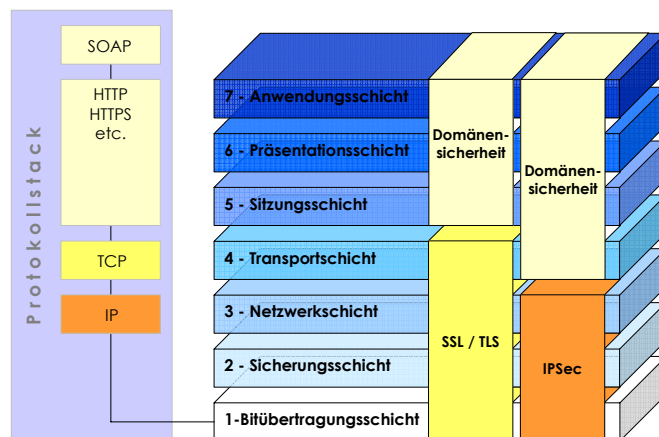 Protokollstack
SOAP
HTTP
HTTPS
etc.
TCP
IP
7 - Anwendungsschicht
6 - Präsentationsschicht
5 - Sitzungsschicht
4 - Transportschicht
3 - Netzwerkschicht
2 - Sicherungsschicht
1-Bitübertragungsschicht
Domänen-
sicherheit
SSL / TLS
Domänen-
sicherheit
IPSec